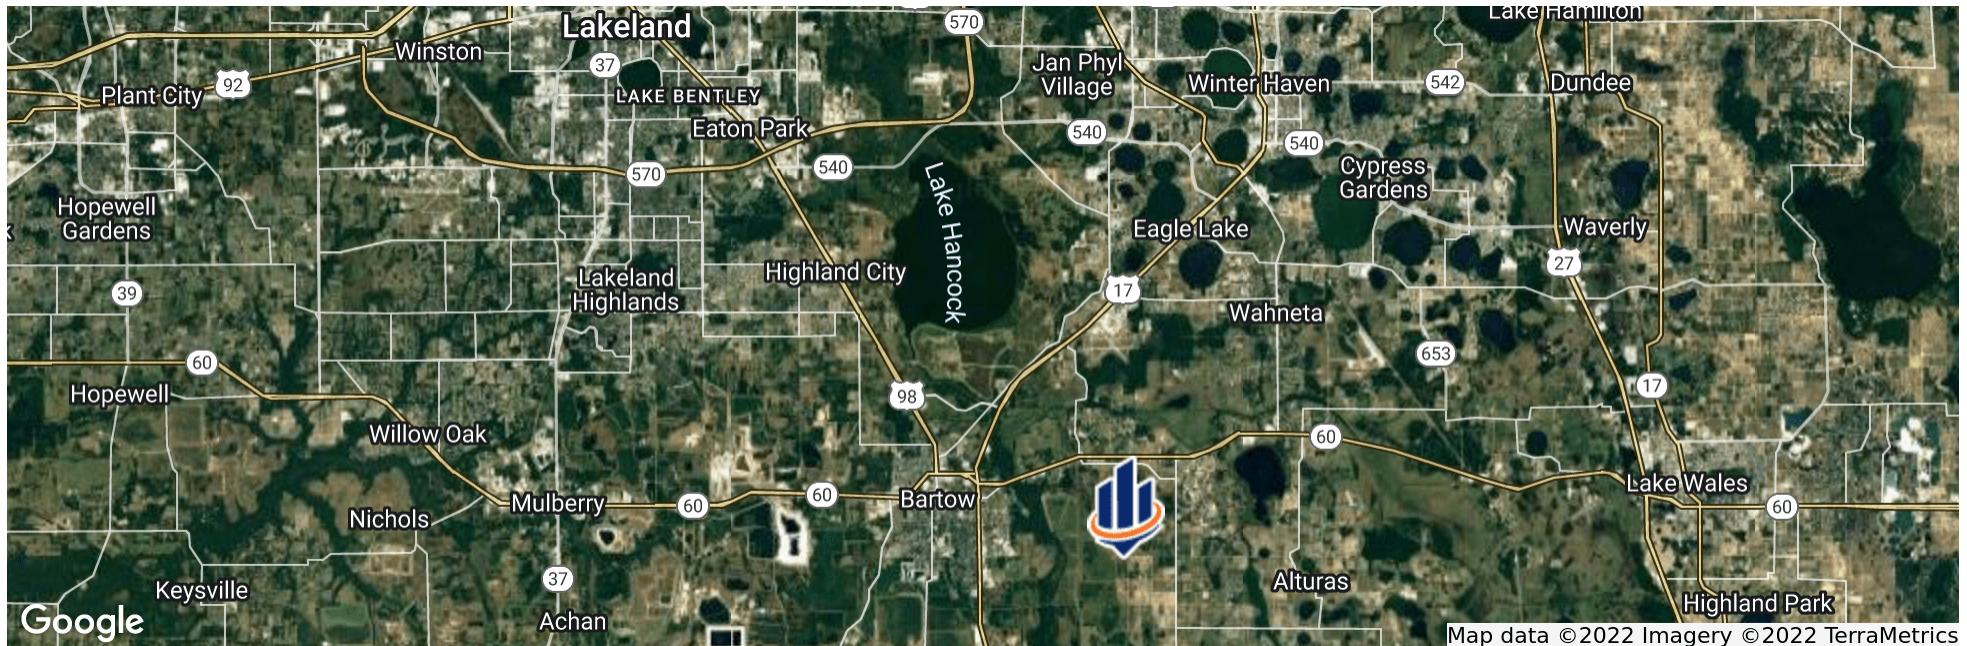 Lake Hamilton
570
Lakeland
Winston
37
Jan Phyl
Village
92
Plant City
LAKE BENTLEY
Winter Haven
542
Dundee
Eaton Park
540
540
570
540
Cypress
Gardens
Lake Hancock
Hopewell
Gardens
Eagle Lake
Waverly
Highland City
27
Lakeland
Highlands
39
17
Wahneta
60
653
Hopewell
98
17
Willow Oak
60
Lake Wales
Mulberry
60
60
Bartow
60
Nichols
37
Alturas
Keysville
Highland Park
Achan
Google
Map data ©2022 Imagery ©2022 TerraMetrics